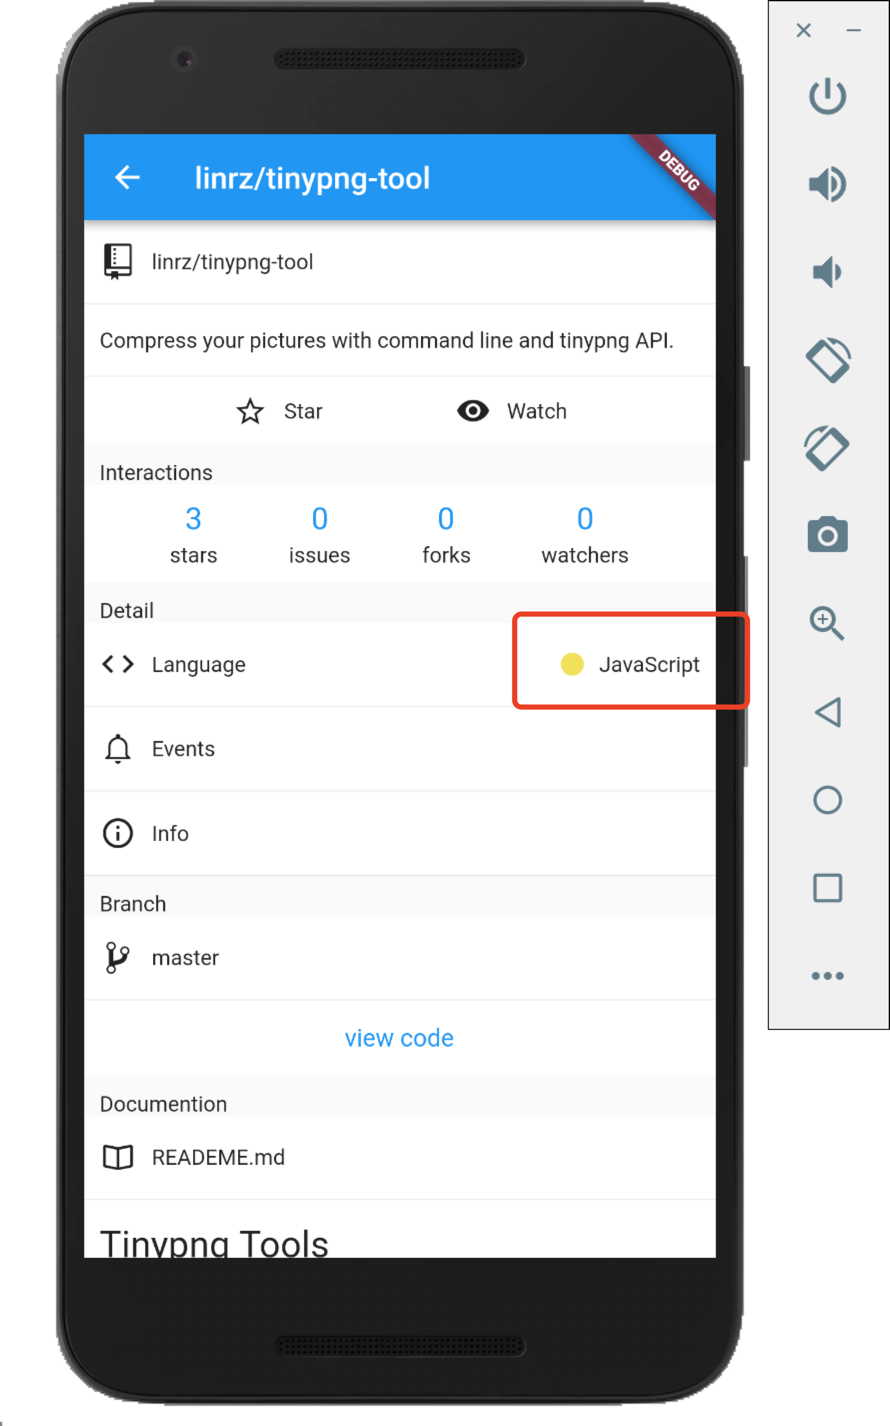 linrz/tinypng-tool
DEBUG
linrz/tinypng-tool
Compress your pictures with command line and tinypng API.
Star Watch
Interactions
3 0 0 0
stars issues forks watchers
Detail
Language JavaScript
Events
Info
Branch
master
view code
Documention
READEME.md
Tinypng Tools